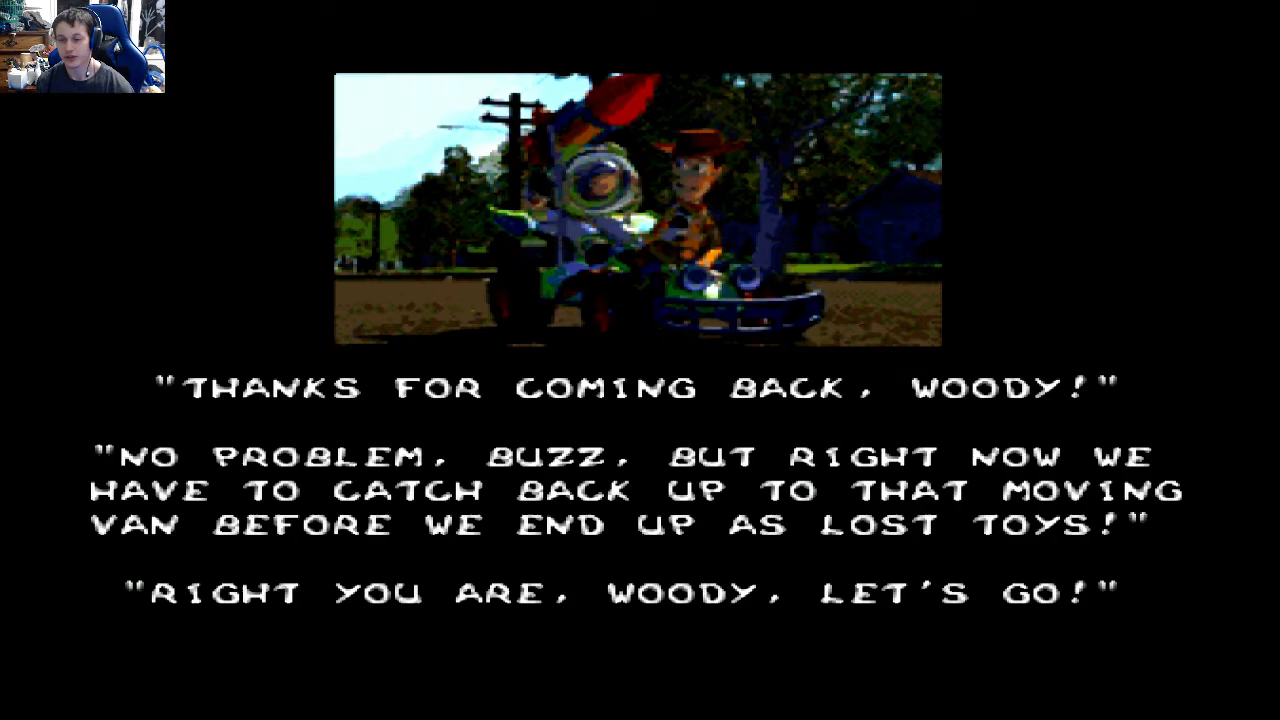 "THANKS FOR COMING BACK, WOODY!"
"NO PROBLEM, BUZZ, BUT RIGHT NOW WE
HAVE TO CATCH BACK UP TO THAT MOVING
VAN BEFORE WE END UP AS LOST TOYS!"
"RIGHT YOU ARE, WOODY, LET'S GO!"